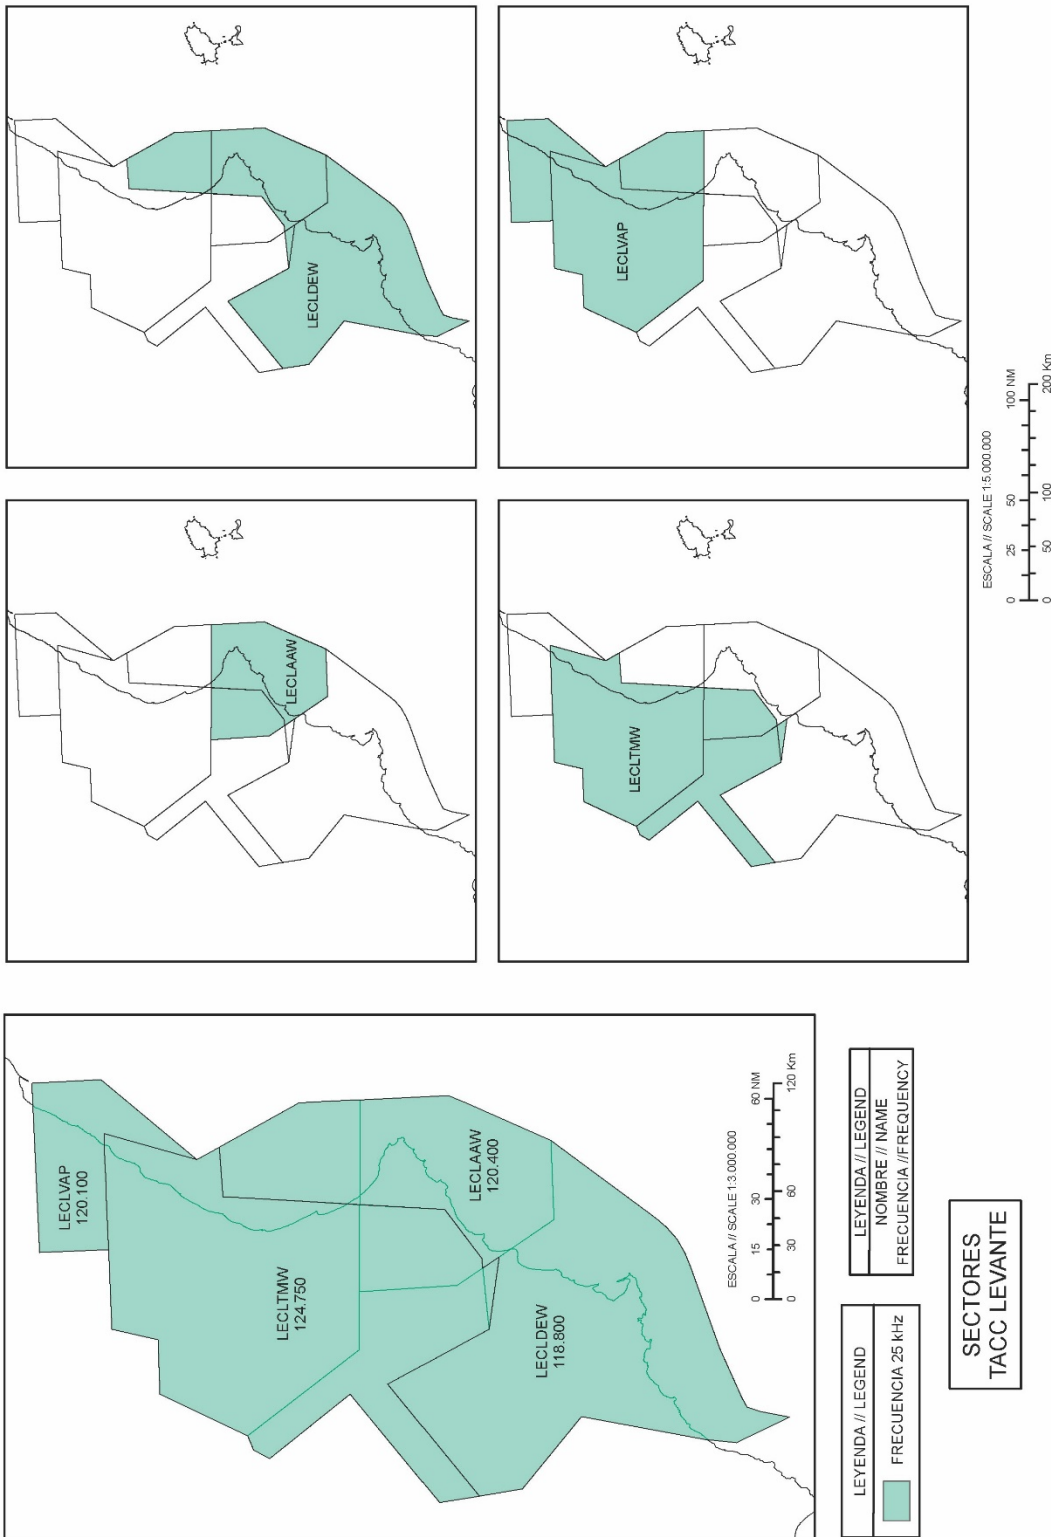 LECLVAP
120.100
LECLTMW
124.750
LECLAAW
120.400
LECLDEW
118.800
ESCALA // SCALE 1:3.000.000
0 15 30 60 NM
0 30 60 120 Km
LECLAAW
LECLDEW
LECLTMW
LECLVAP
ESCALA // SCALE 1:5.000.000
0 25 50 100 NM
0 50 100 200 Km
LEYENDA // LEGEND
FRECUENCIA 25 kHz
LEYENDA // LEGEND
NOMBRE // NAME
FRECUENCIA //FREQUENCY
SECTORES
TACC LEVANTE